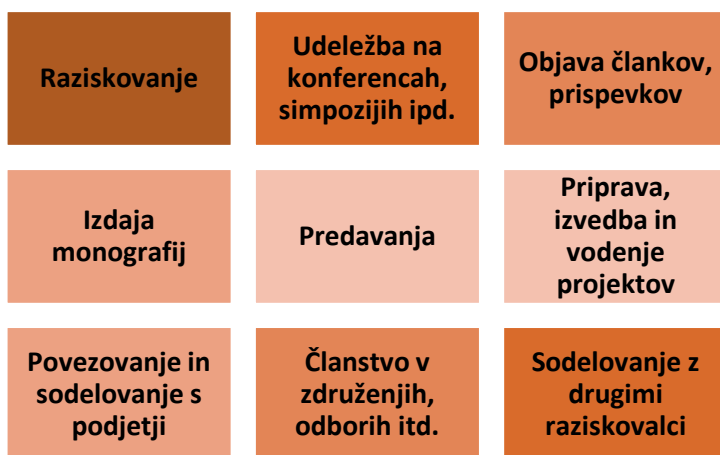 Raziskovanje
Udeležba na
konferencah,
simpozijih ipd.
Objava člankov,
prispevkov
Izdaja
monografij
Predavanja
Priprava,
izvedba in
vodenje
projektov
Povezovanje in
sodelovanje s
podjetji
Članstvo v
združenjih,
odborih itd.
Sodelovanje z
drugimi
raziskovalci